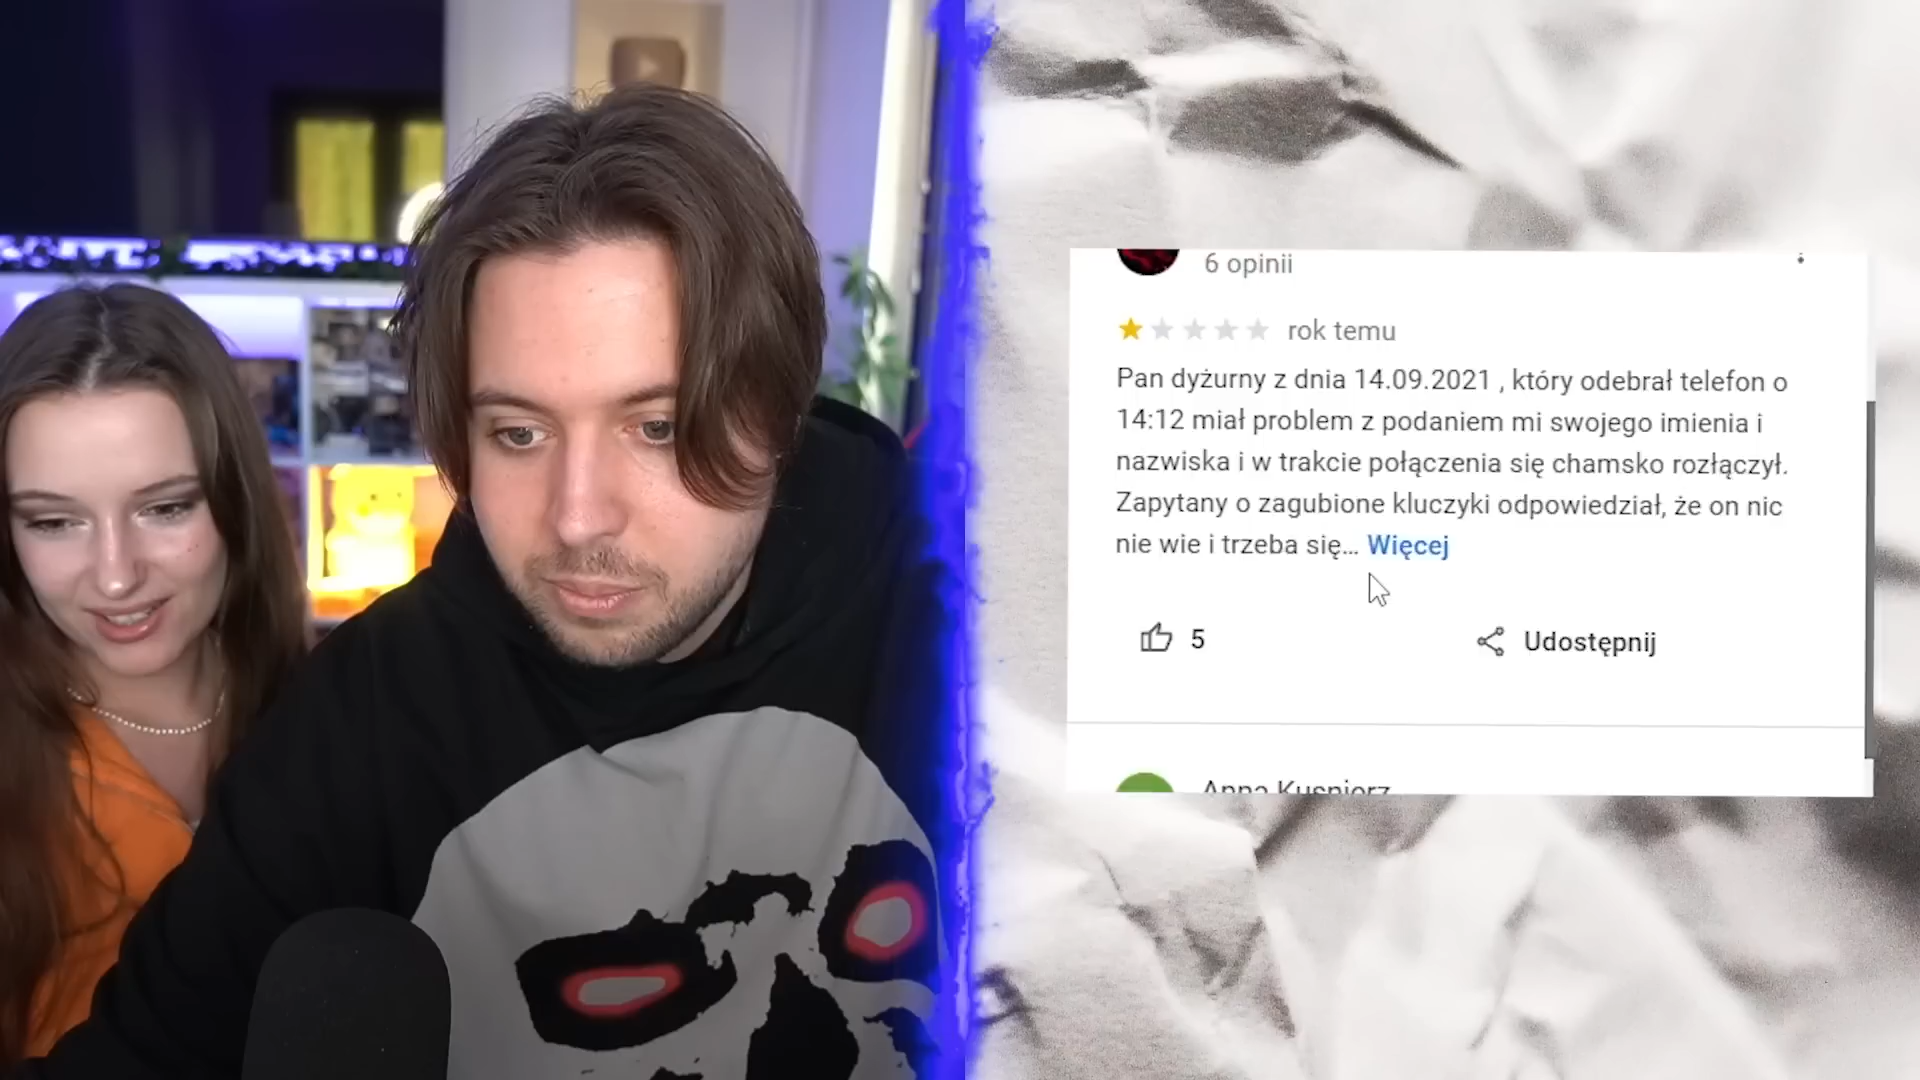 6 opinii
rok temu
Pan dyżurny z dnia 14.09.2021 , który odebrał telefon o
14:12 miał problem z podaniem mi swojego imienia i
nazwiska i w trakcie połączenia się chamsko rozłączył.
Zapytany o zagubione kluczyki odpowiedział, że on nic
nie wie i trzeba się... Więcej
5
Udostępnij
Anna Kuśnierz